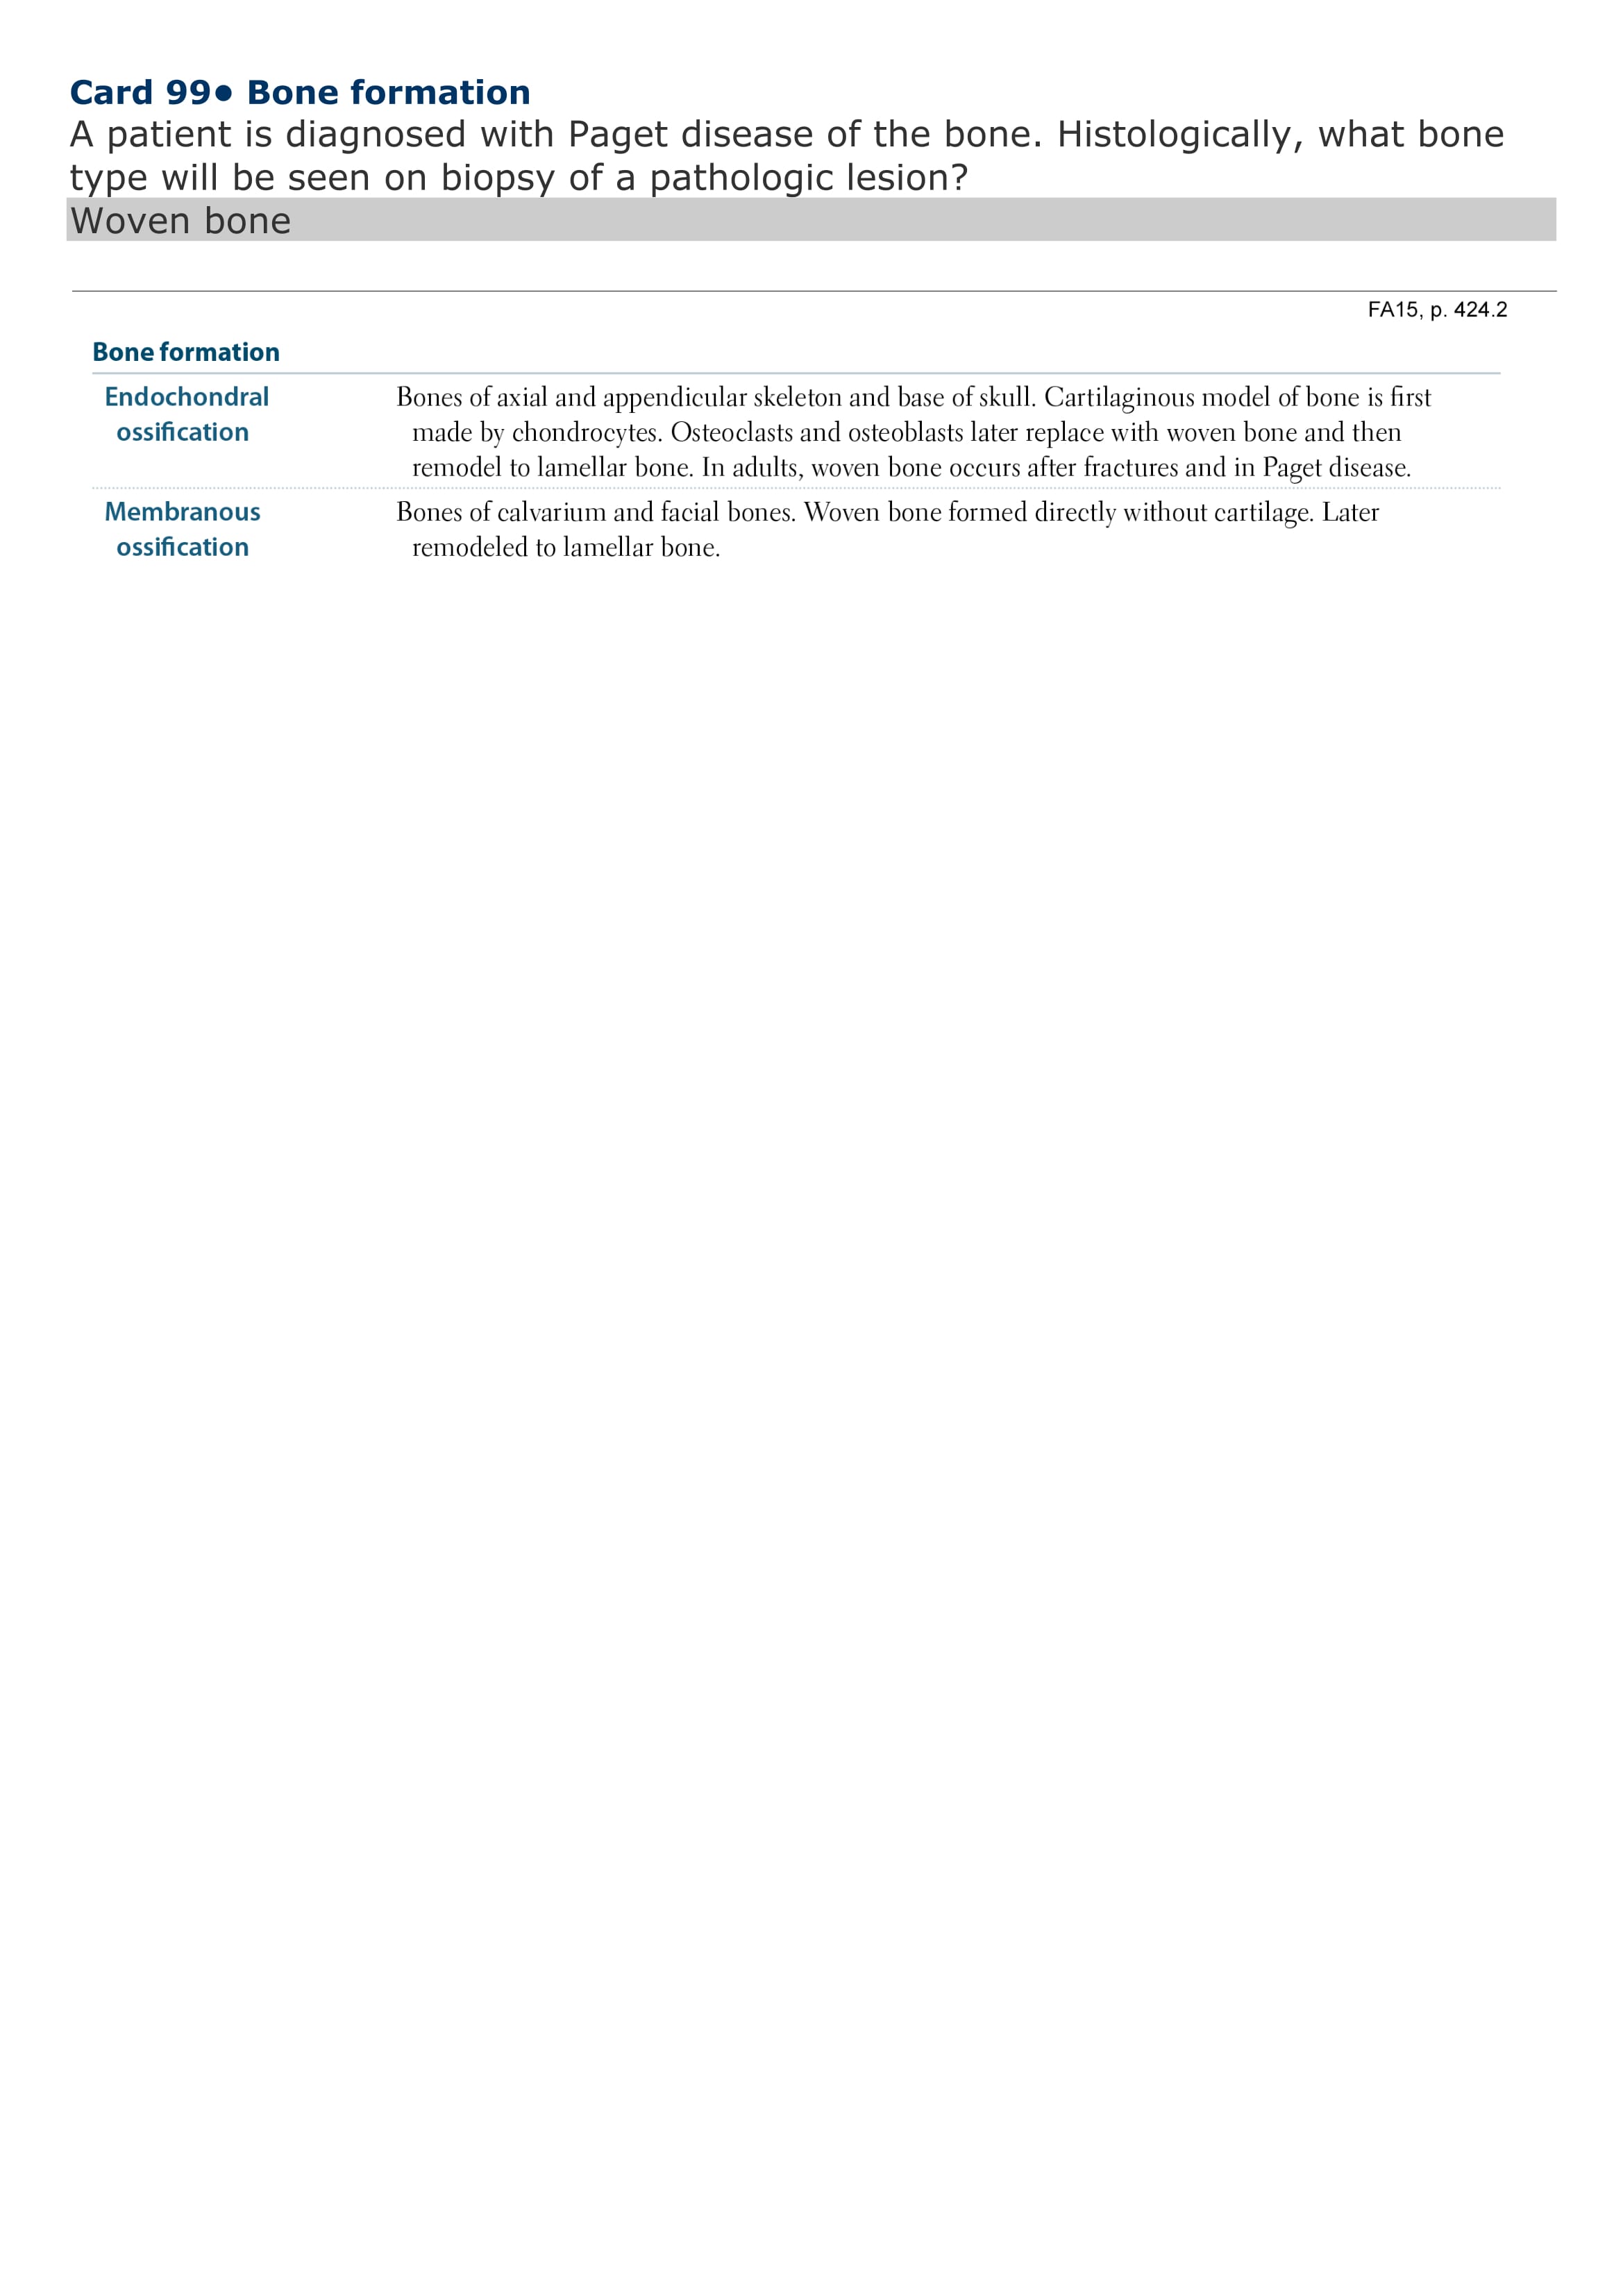 Card 99● Bone formation
A patient is diagnosed with Paget disease of the bone. Histologically, what bone
type will be seen on biopsy of a pathologic lesion?
Woven bone
FA15, p. 424.2
Bone formation
Endochondral
ossification
Bones of axial and appendicular skeleton and base of skull. Cartilaginous model of bone is first
made by chondrocytes. Osteoclasts and osteoblasts later replace with woven bone and then
remodel to lamellar bone. In adults, woven bone occurs after fractures and in Paget disease.
Membranous
ossification
Bones of calvarium and facial bones. Woven bone formed directly without cartilage. Later
remodeled to lamellar bone.